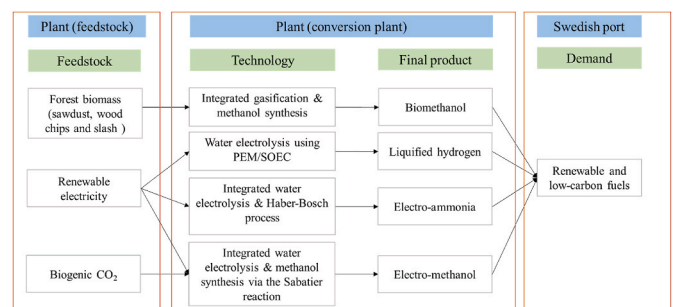 Plant (feedstock)
Plant (conversion plant)
Swedish port
Feedstock
Technology
Final product
Demand
Forest biomass
(sawdust, wood
chips and slash )
Integrated gasification &
methanol synthesis
Biomethanol
Water electrolysis using
PEM/SOEC
Liquified hydrogen
Renewable
electricity
Integrated water
electrolysis & Haber-Bosch
process
Electro-ammonia
Renewable and
low-carbon fuels
Biogenic CO₂
Integrated water
electrolysis & methanol
synthesis via the Sabatier
reaction
Electro-methanol